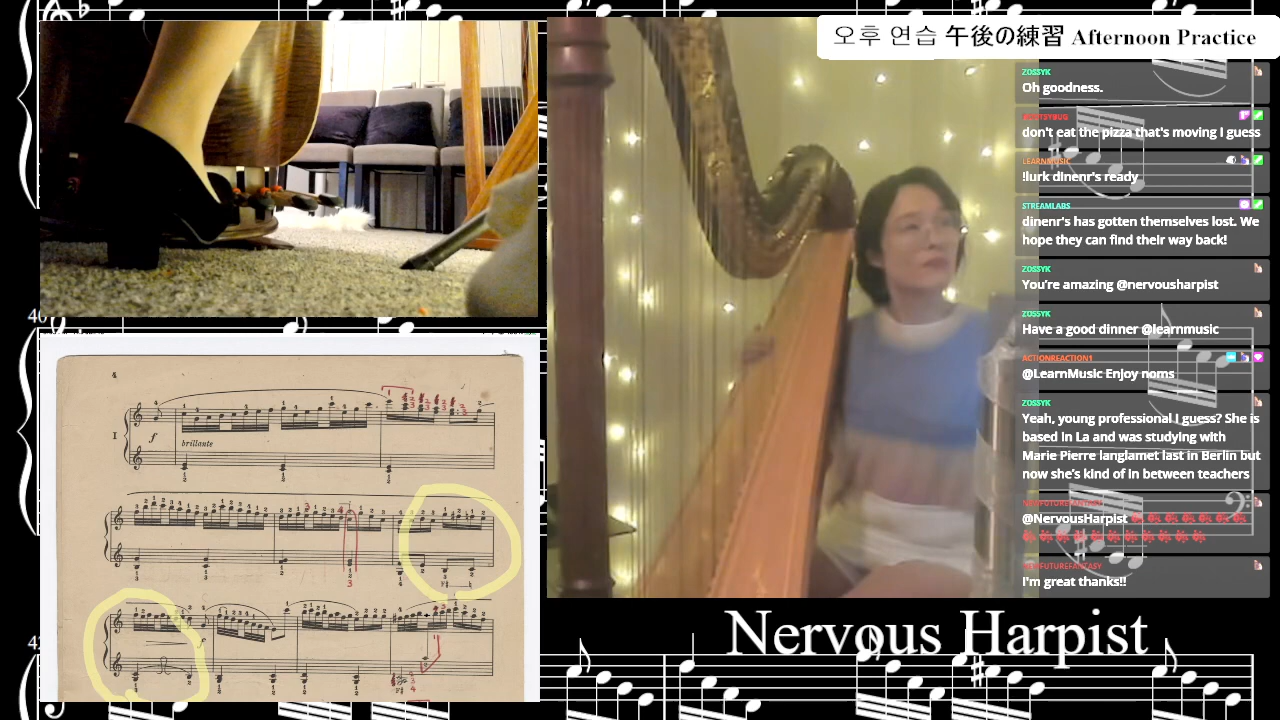 오후 연습 午後の練習 Afternoon Practice
ZOSSYK
Oh goodness.
don't eat the pizza that's moving I guess
LEARNMUSIC
!lurk dinenr's ready
STREAMLABS
dinenr's has gotten themselves lost. We
hope they can find their way back!
ZOSSYK
You're amazing @nervousharpist
ZOSSYK
Have a good dinner @learnmusic
ACTIONREACTION1
@LearnMusic Enjoy noms
ZOSSYK
Yeah, young professional I guess? She is
based in La and was studying with
Marie Pierre langlamet last in Berlin but
now she's kind of in between teachers
@NervousHarpist
I'm great thanks!!
Nervous Harpist
4
I
f
brillante